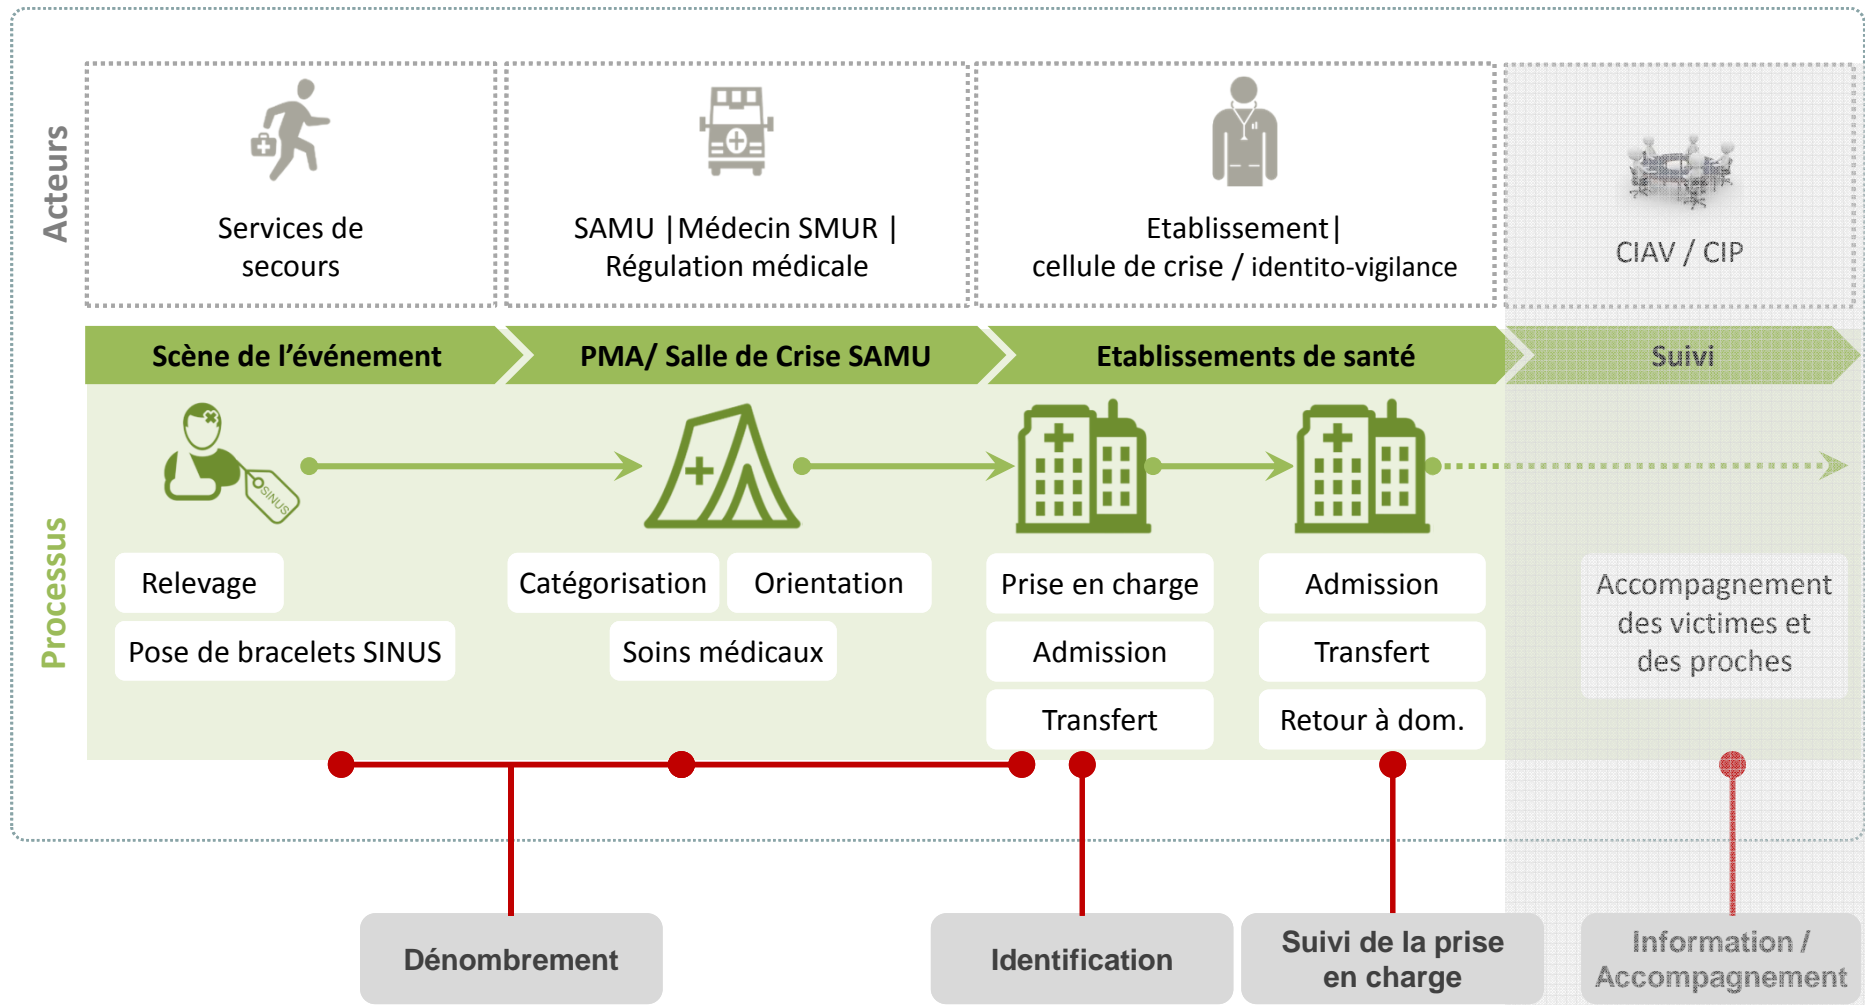 Acteurs
Services de
secours
SAMU |Médecin SMUR |
Régulation médicale
Etablissement|
cellule de crise / identito-vigilance
CIAV / CIP
Scène de l’événement
PMA/ Salle de Crise SAMU
Etablissements de santé
Suivi
Processus
SINUS
Relevage
Pose de bracelets SINUS
Catégorisation
Orientation
Soins médicaux
Prise en charge
Admission
Transfert
Admission
Transfert
Retour à dom.
Accompagnement
des victimes et
des proches
Dénombrement
Identification
Suivi de la prise
en charge
Information /
Accompagnement